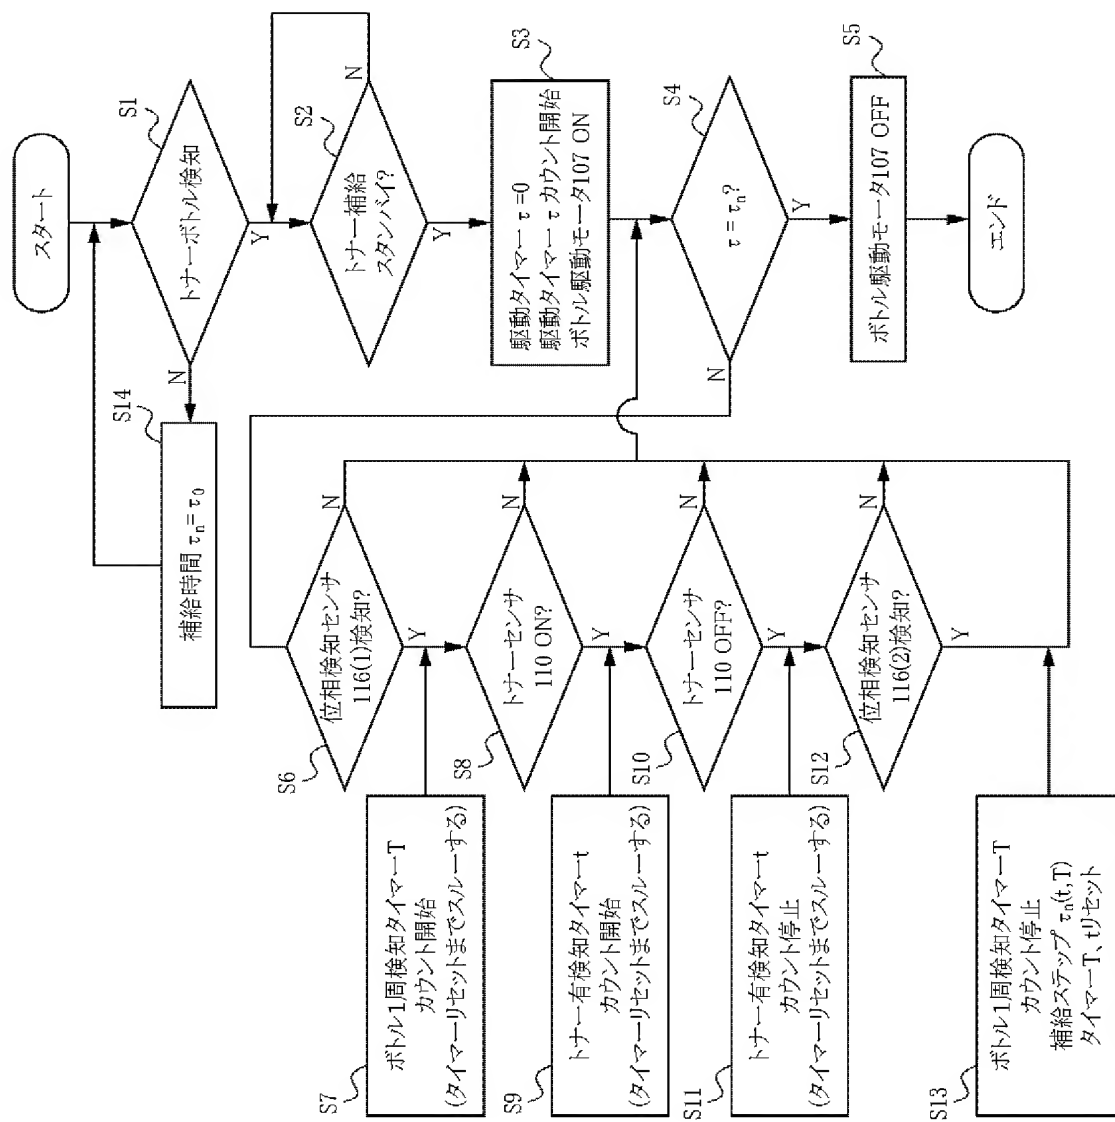 スタート
S1
トナーボトル検知
Y
N
S14
補給時間 τn=τ0
S2
トナー補給
スタンバイ?
N
Y
S3
駆動タイマー τ=0
駆動タイマー τ カウント開始
ボトル駆動モータ107 ON
S4
τ=τn?
N
Y
S5
ボトル駆動モータ107 OFF
エンド
S6
位相検知センサ
116(1)検知?
N
Y
S7
ボトル1周検知タイマーT
カウント開始
(タイマーリセットまでスルーする)
S8
トナーセンサ
110 ON?
N
Y
S9
トナー有検知タイマーt
カウント開始
(タイマーリセットまでスルーする)
S10
トナーセンサ
110 OFF?
N
Y
S11
トナー有検知タイマーt
カウント停止
(タイマーリセットまでスルーする)
S12
位相検知センサ
116(2)検知?
N
Y
S13
ボトル1周検知タイマーT
カウント停止
補給ステップ τn(t,T)
タイマーT、tリセット